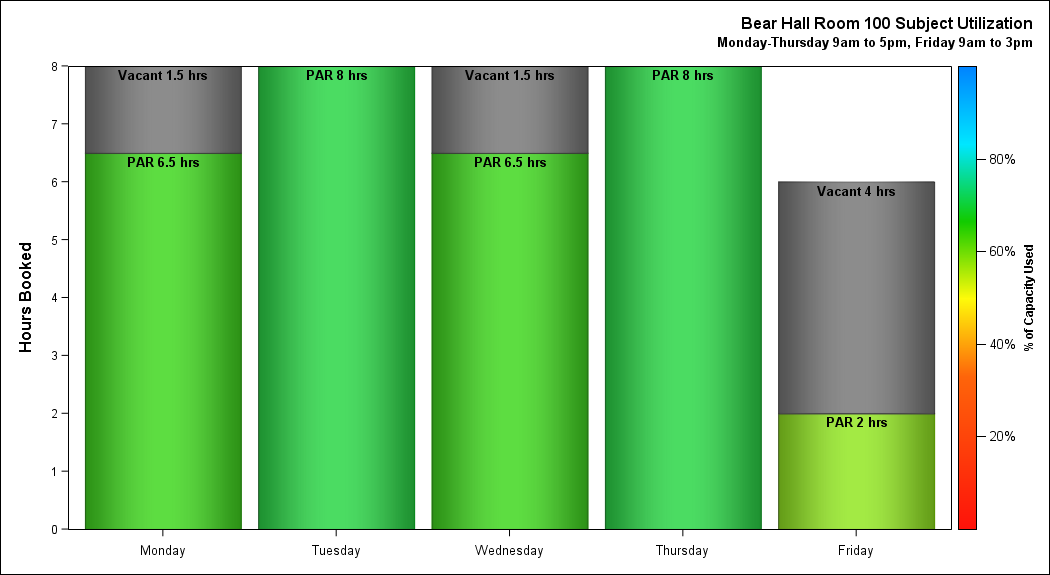 Bear Hall Room 100 Subject Utilization
Monday-Thursday 9am to 5pm, Friday 9am to 3pm
Hours Booked
8
7
6
5
4
3
2
1
0
Vacant 1.5 hrs
PAR 6.5 hrs
PAR 8 hrs
Vacant 1.5 hrs
PAR 6.5 hrs
PAR 8 hrs
Vacant 4 hrs
PAR 2 hrs
Monday
Tuesday
Wednesday
Thursday
Friday
80%
60%
40%
20%
% of Capacity Used